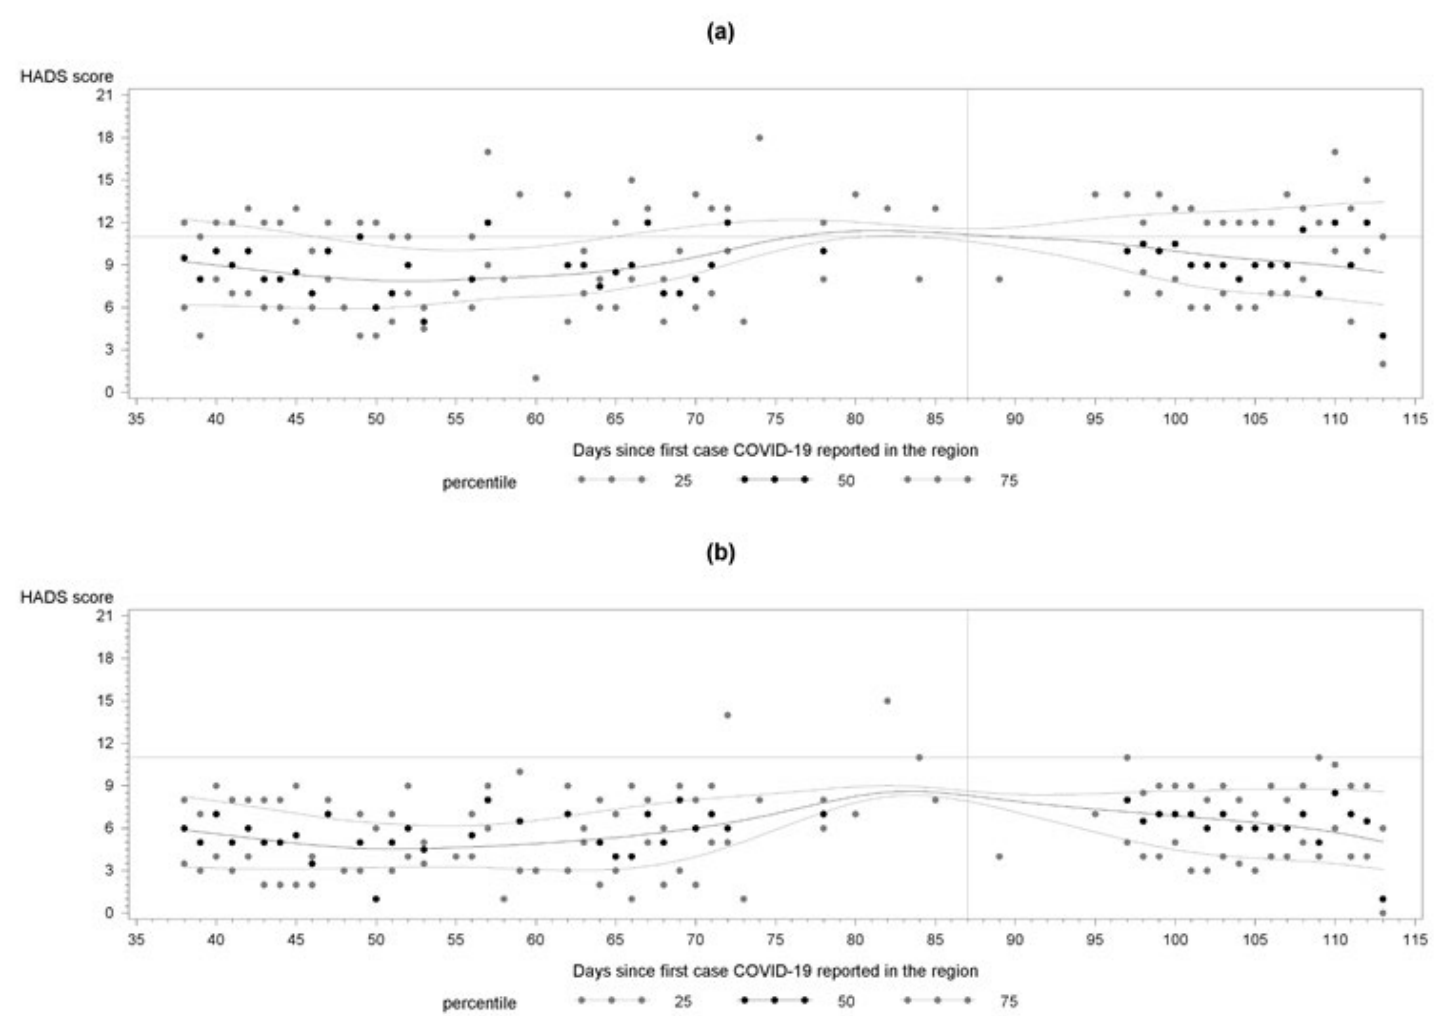 (a)
HADS score
21
18
15
12
9
6
3
0
35 40 45 50 55 60 65 70 75 80 85 90 95 100 105 110 115
Days since first case COVID-19 reported in the region
percentile 25 50 75
(b)
HADS score
21
18
15
12
9
6
3
0
35 40 45 50 55 60 65 70 75 80 85 90 95 100 105 110 115
Days since first case COVID-19 reported in the region
percentile 25 50 75